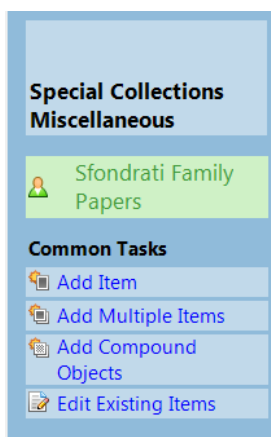 Special Collections
Miscellaneous
Sfondrati Family
Papers
Common Tasks
Add Item
Add Multiple Items
Add Compound
Objects
Edit Existing Items